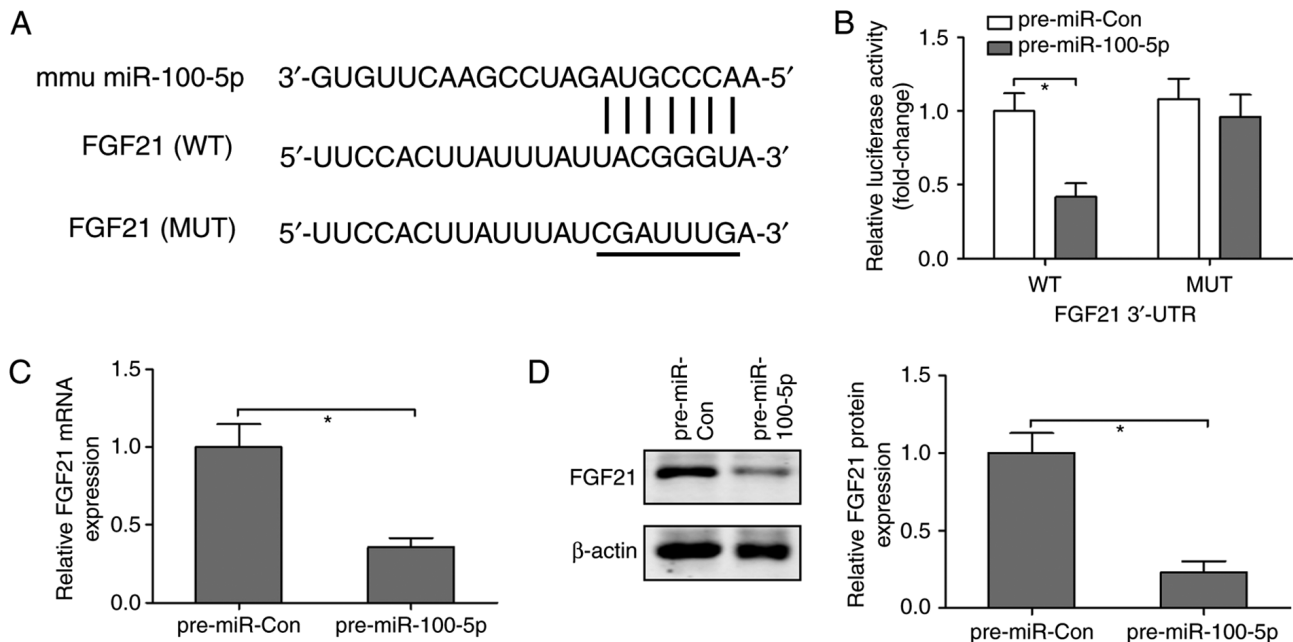 A
mmu miR-100-5p 3′-GUGUUCAAGCCUAGAUGCCCAA-5′
FGF21 (WT) 5′-UUCCACUUAUUUAUUACGGGUA-3′
FGF21 (MUT) 5′-UUCCACUUAUUUAUCGAUUUGA-3′
B
pre-miR-Con
pre-miR-100-5p
Relative luciferase activity
(fold-change)
1.5
1.0
0.5
0.0
*
WT MUT
FGF21 3′-UTR
C
Relative FGF21 mRNA
expression
1.5
1.0
0.5
0.0
*
pre-miR-Con pre-miR-100-5p
D
pre-miR-
Con
pre-miR-
100-5p
FGF21
β-actin
Relative FGF21 protein
expression
1.5
1.0
0.5
0.0
*
pre-miR-Con pre-miR-100-5p